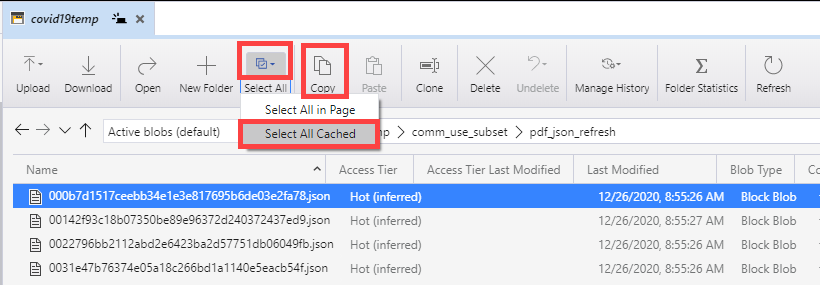 covid19temp
Upload Download Open New Folder Select All Copy Paste Clone Delete Undelete Manage History Folder Statistics Refresh
Select All in Page
Select All Cached
Active blobs (default) mp comm_use_subset pdf_json_refresh
Name Access Tier Access Tier Last Modified Last Modified Blob Type Co
000b7d1517ceebb34e1e3e817695b6de03e2fa78.json Hot (inferred) 12/26/2020, 8:55:26 AM Block Blob
00142f93c18b07350be89e96372d240372437ed9.json Hot (inferred) 12/26/2020, 8:55:27 AM Block Blob
0022796bb2112abd2e6423ba2d57751db06049fb.json Hot (inferred) 12/26/2020, 8:55:26 AM Block Blob
0031e47b76374e05a18c266bd1a1140e5eacb54f.json Hot (inferred) 12/26/2020, 8:55:26 AM Block Blob